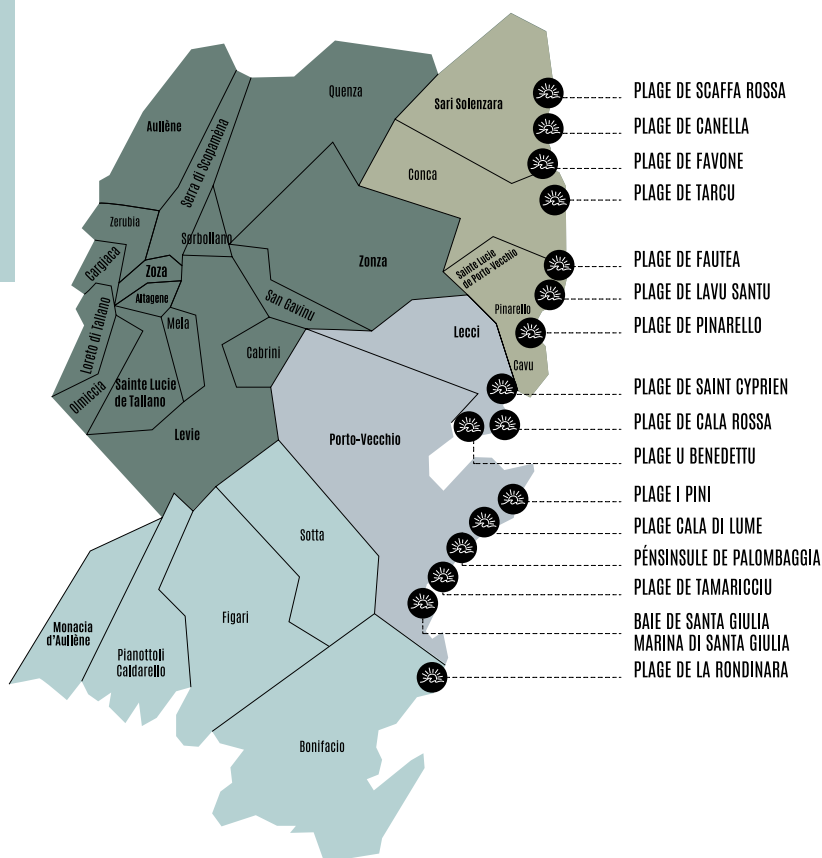 Quenza
Sari Solenzara
Aullène
Serra di Scopamèna
Conca
Zerubia
Sorbollano
Cargiaca
Zoza
Zonza
Sainte Lucie
de Porto-Vecchio
Altagene
San Gavinu
Pinarello
Loreto di Tallano
Mela
Lecci
Cabrini
Cavu
Olmiccia
Sainte Lucie
de Tallano
Levie
Porto-Vecchio
Sotta
Figari
Monacia
d'Aullène
Pianottoli
Caldarello
Bonifacio
PLAGE DE SCAFFA ROSSA
PLAGE DE CANELLA
PLAGE DE FAVONE
PLAGE DE TARCU
PLAGE DE FAUTEA
PLAGE DE LAVU SANTU
PLAGE DE PINARELLO
PLAGE DE SAINT CYPRIEN
PLAGE DE CALA ROSSA
PLAGE U BENEDETTU
PLAGE I PINI
PLAGE CALA DI LUME
PÉNSINSULE DE PALOMBAGGIA
PLAGE DE TAMARICCIU
BAIE DE SANTA GIULIA
MARINA DI SANTA GIULIA
PLAGE DE LA RONDINARA